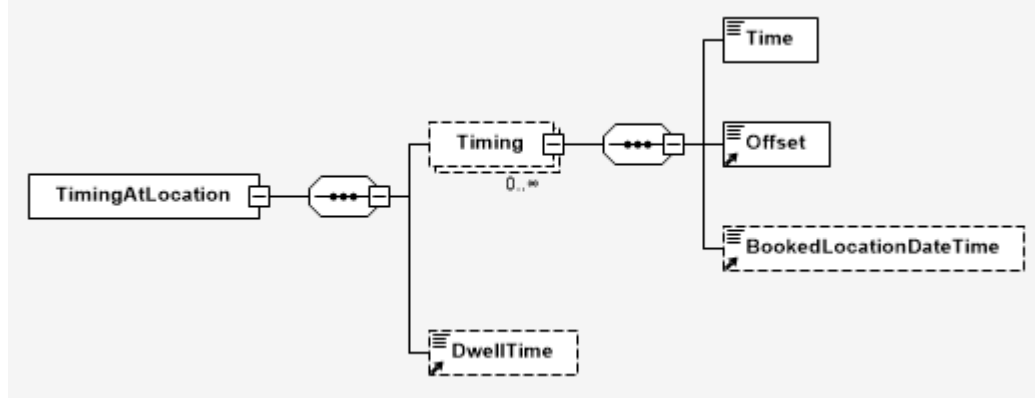 Time
Timing
Offset
0..∞
TimingAtLocation
BookedLocationDateTime
DwellTime